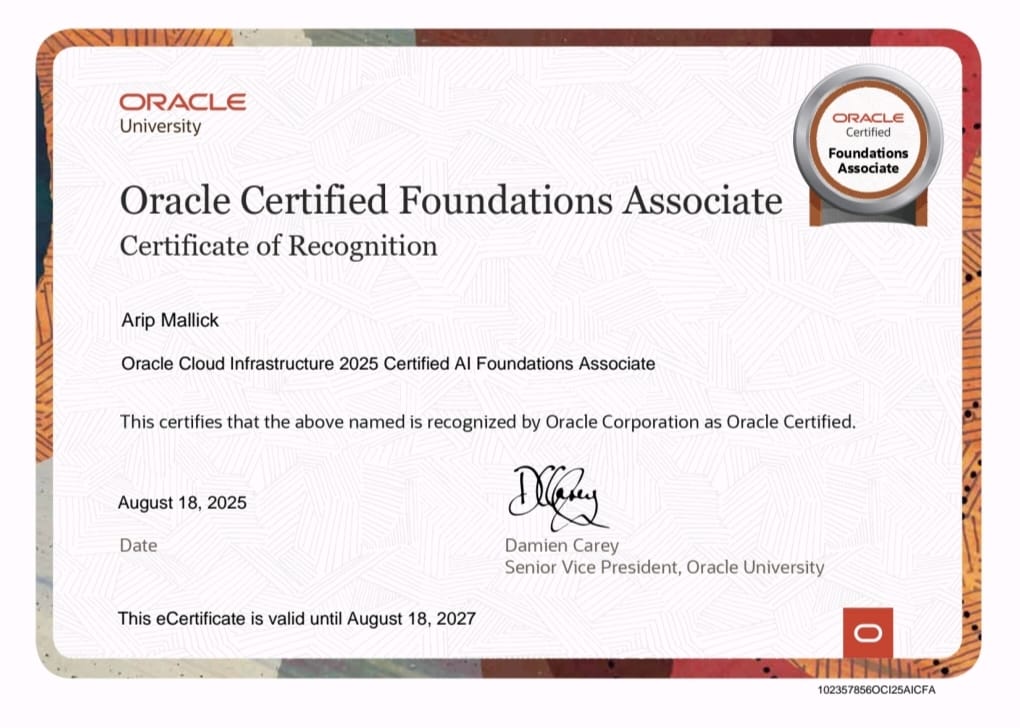 ORACLE
University
ORACLE
Certified
Foundations
Associate
Oracle Certified Foundations Associate
Certificate of Recognition
Arip Mallick
Oracle Cloud Infrastructure 2025 Certified AI Foundations Associate
This certifies that the above named is recognized by Oracle Corporation as Oracle Certified.
August 18, 2025
Date
DCarey
Damien Carey
Senior Vice President, Oracle University
This eCertificate is valid until August 18, 2027
102357856OCI25AICFA